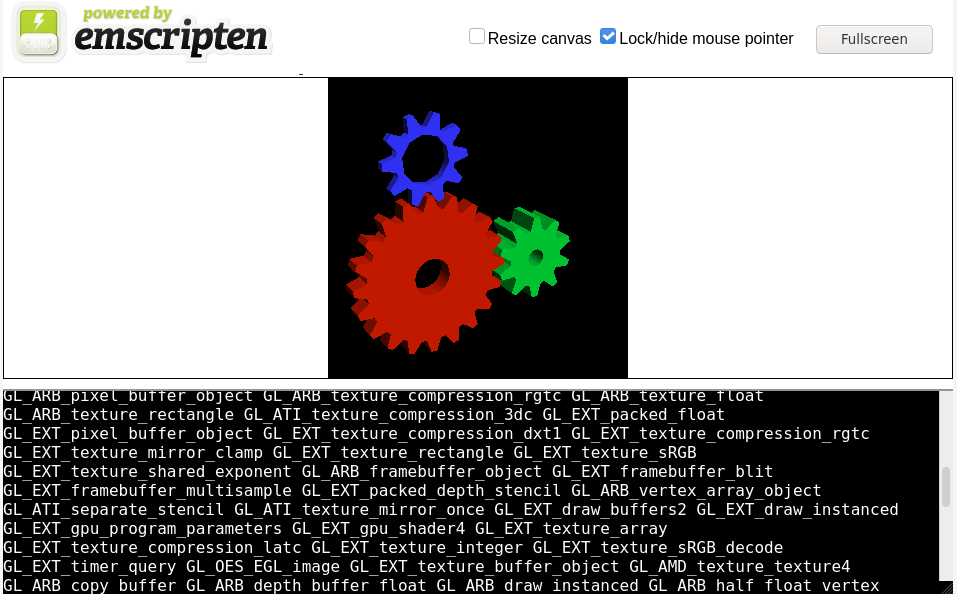 powered by
emscripten
Resize canvas Lock/hide mouse pointer Fullscreen
GL_ARB_pixel_buffer_object GL_ARB_texture_compression_rgtc GL_ARB_texture_float
GL_ARB_texture_rectangle GL_ATI_texture_compression_3dc GL_EXT_packed_float
GL_EXT_pixel_buffer_object GL_EXT_texture_compression_dxt1 GL_EXT_texture_compression_rgtc
GL_EXT_texture_mirror_clamp GL_EXT_texture_rectangle GL_EXT_texture_sRGB
GL_EXT_texture_shared_exponent GL_ARB_framebuffer_object GL_EXT_framebuffer_blit
GL_EXT_framebuffer_multisample GL_EXT_packed_depth_stencil GL_ARB_vertex_array_object
GL_ATI_separate_stencil GL_ATI_texture_mirror_once GL_EXT_draw_buffers2 GL_EXT_draw_instanced
GL_EXT_gpu_program_parameters GL_EXT_gpu_shader4 GL_EXT_texture_array
GL_EXT_texture_compression_latc GL_EXT_texture_integer GL_EXT_texture_sRGB_decode
GL_EXT_timer_query GL_OES_EGL_image GL_EXT_texture_buffer_object GL_AMD_texture_texture4
GL_ARB_copy_buffer GL_ARB_depth_buffer_float GL_ARB_draw_instanced GL_ARB_half_float_vertex